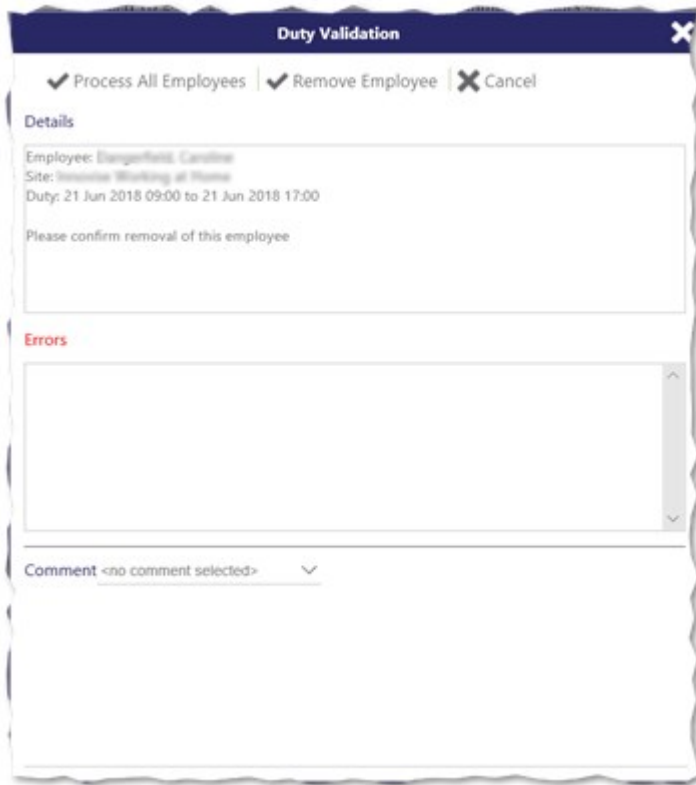 Duty Validation
Process All Employees Remove Employee Cancel
Details
Employee:
Site:
Duty: 21 Jun 2018 09:00 to 21 Jun 2018 17:00
Please confirm removal of this employee
Errors
Comment <no comment selected>